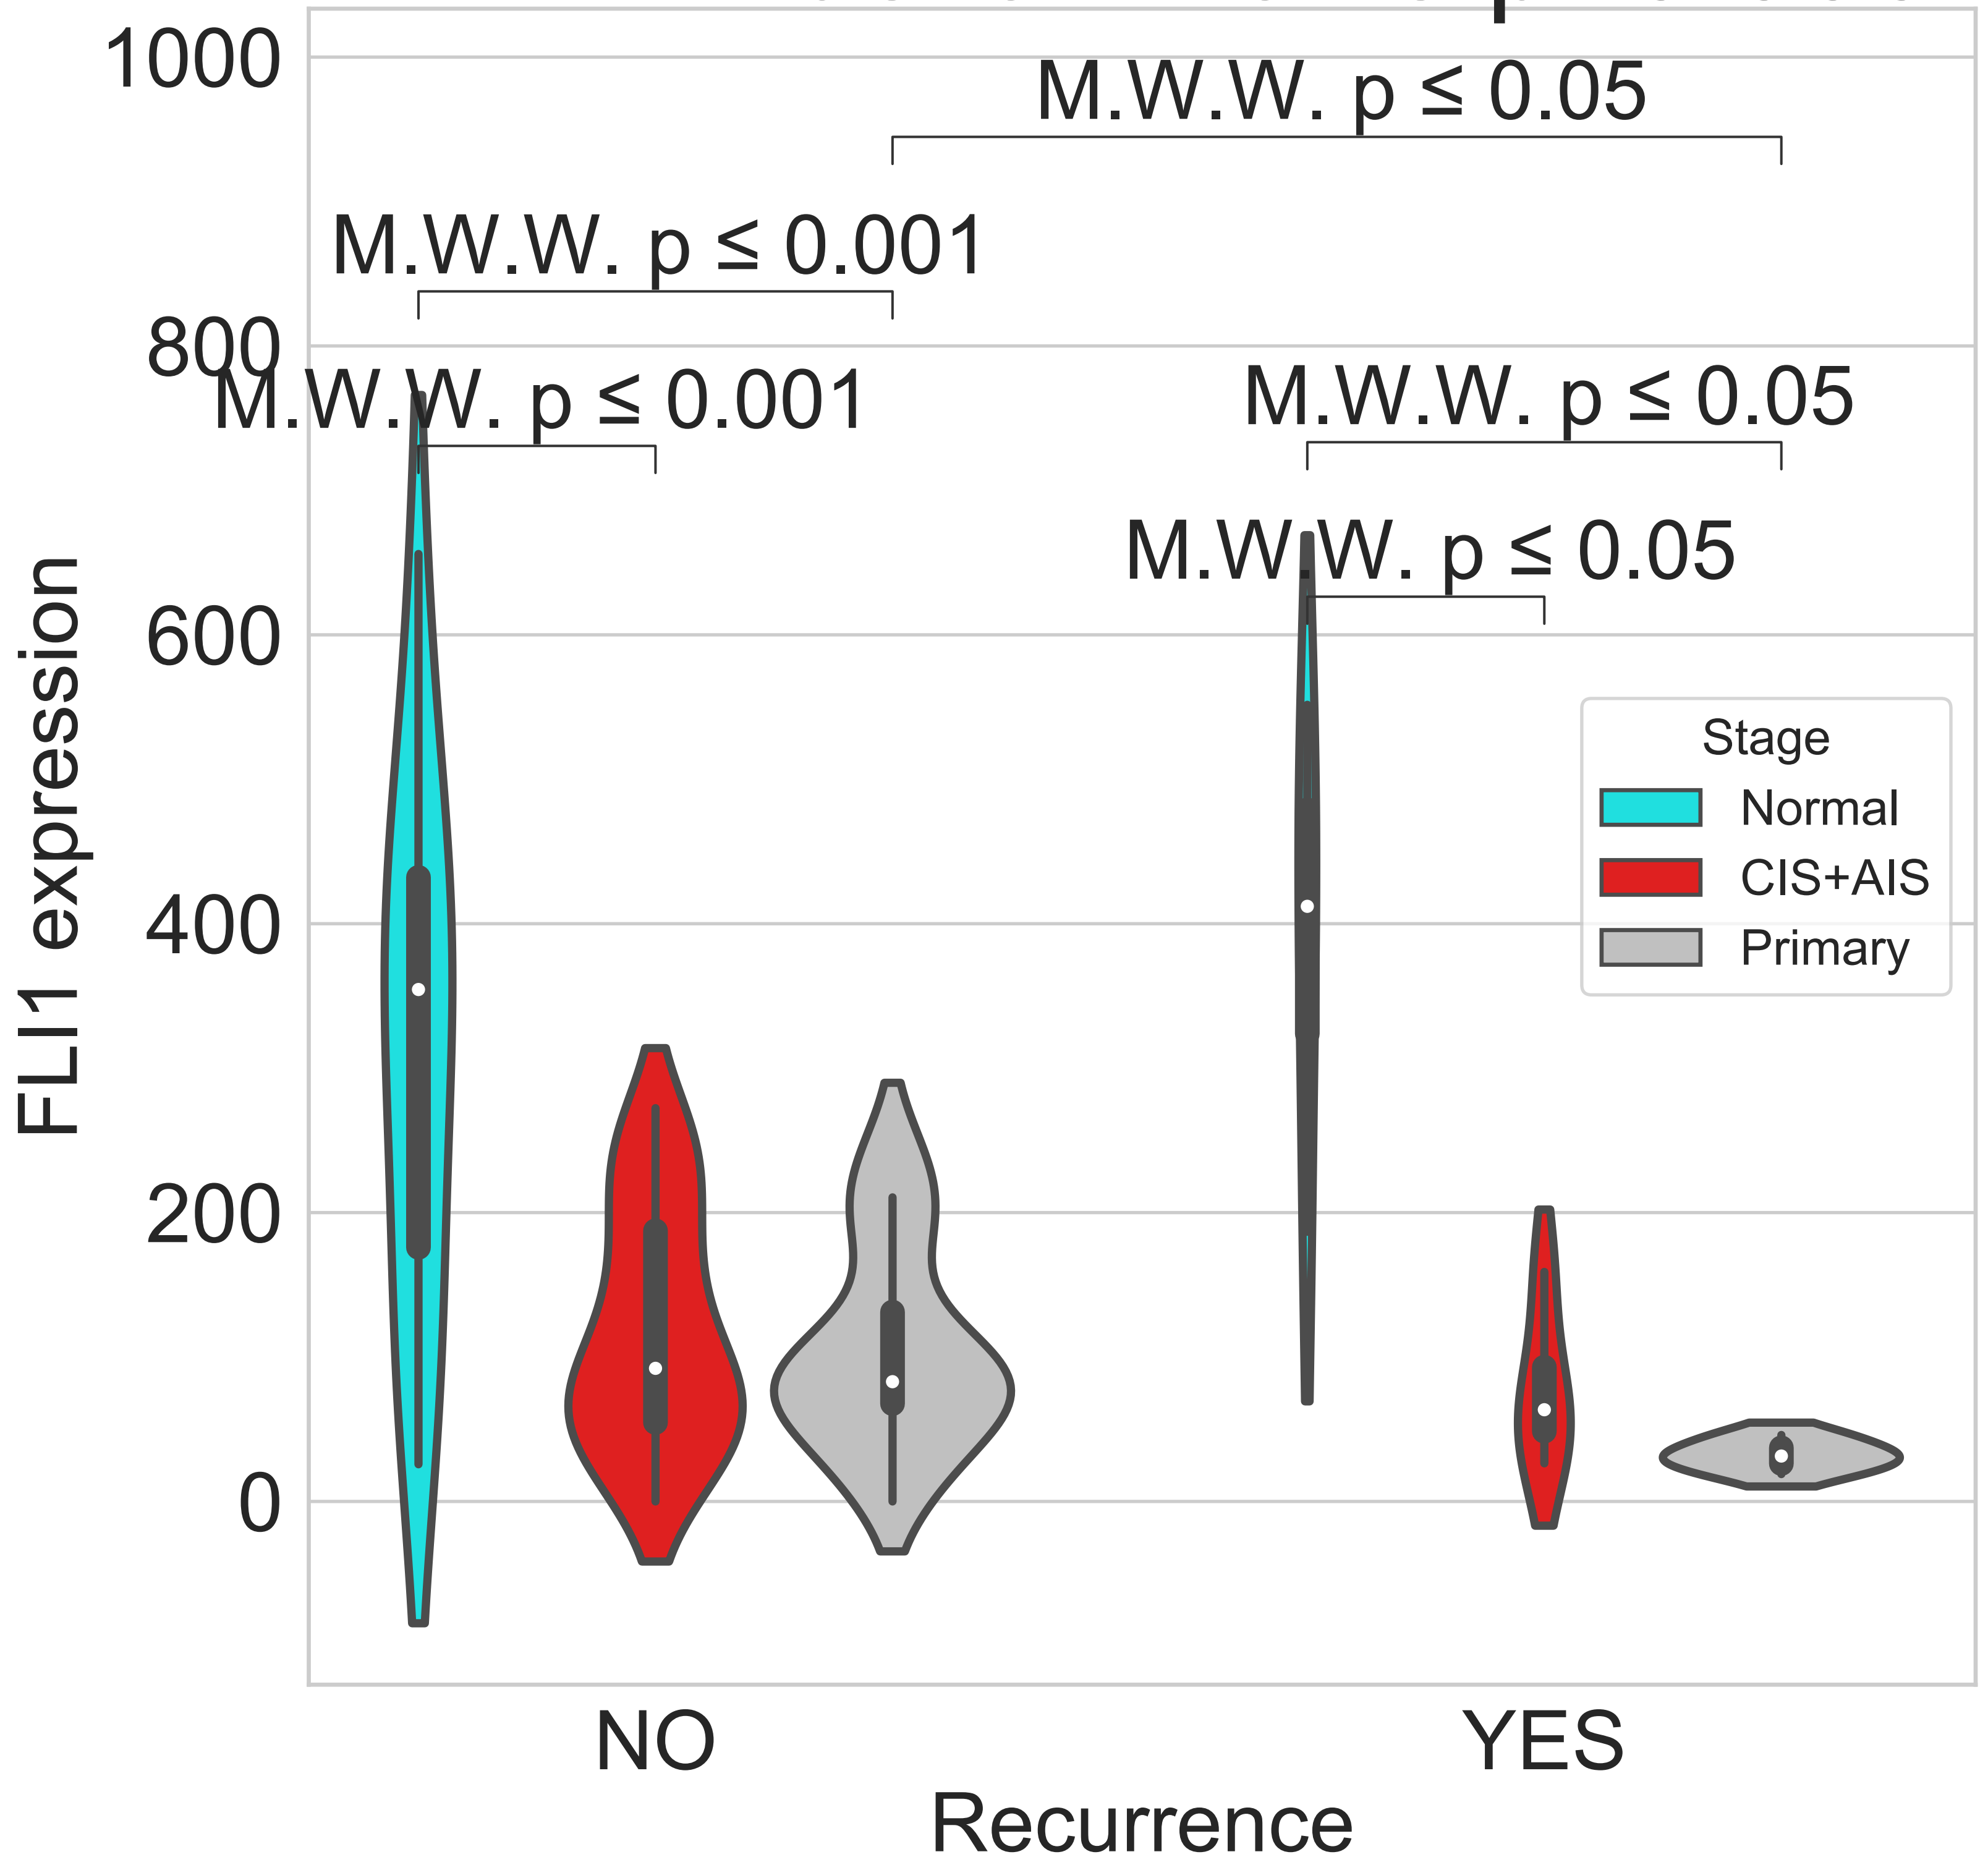 1000
M.W.W. p ≤ 0.05
M.W.W. p ≤ 0.001
800
M.W.W. p ≤ 0.001
M.W.W. p ≤ 0.05
M.W.W. p ≤ 0.05
600
Stage
Normal
CIS+AIS
Primary
400
200
0
FLI1 expression
NO
YES
Recurrence